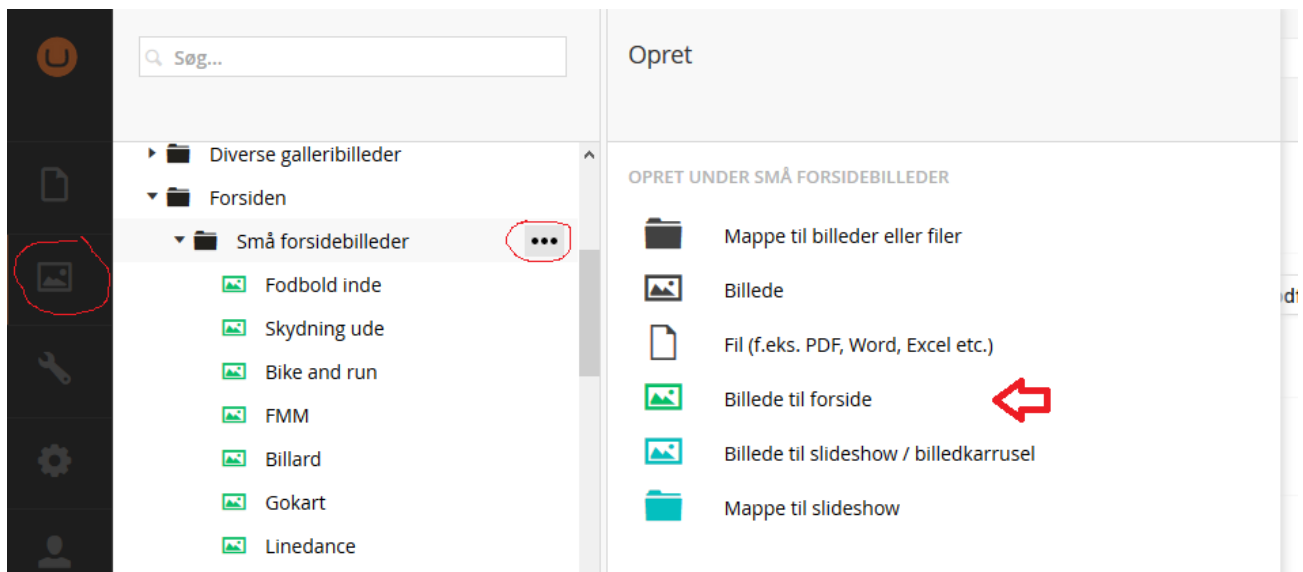 Søg...
Diverse galleribilleder
Forsiden
Små forsidebilleder
Fodbold inde
Skydning ude
Bike and run
FMM
Billard
Gokart
Linedance
Opret
OPRET UNDER SMÅ FORSIDEBILLEDER
Mappe til billeder eller filer
Billede
Fil (f.eks. PDF, Word, Excel etc.)
Billede til forside
Billede til slideshow / billedkarrusel
Mappe til slideshow